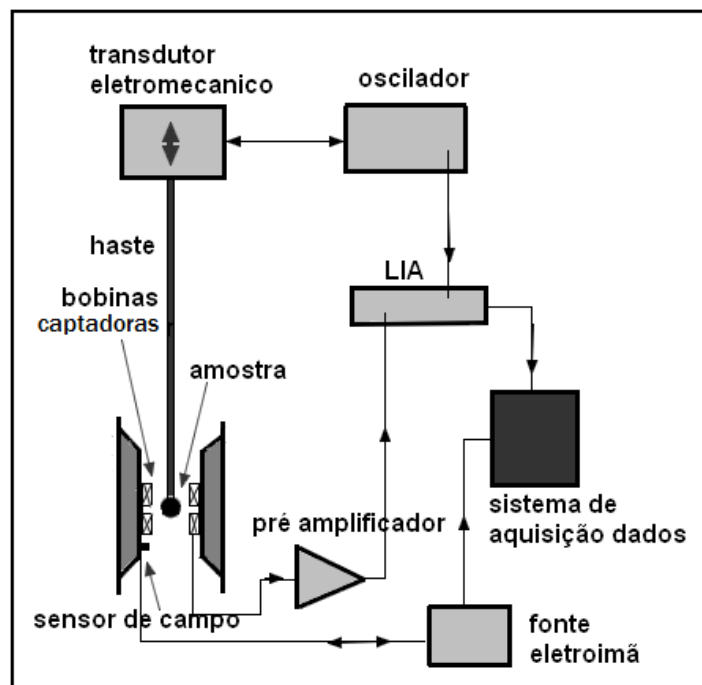 transdutor
eletromecanico
oscilador
haste
LIA
bobinas
captadoras
amostra
pré amplificador
sistema de
aquisição dados
sensor de campo
fonte
eletroimã